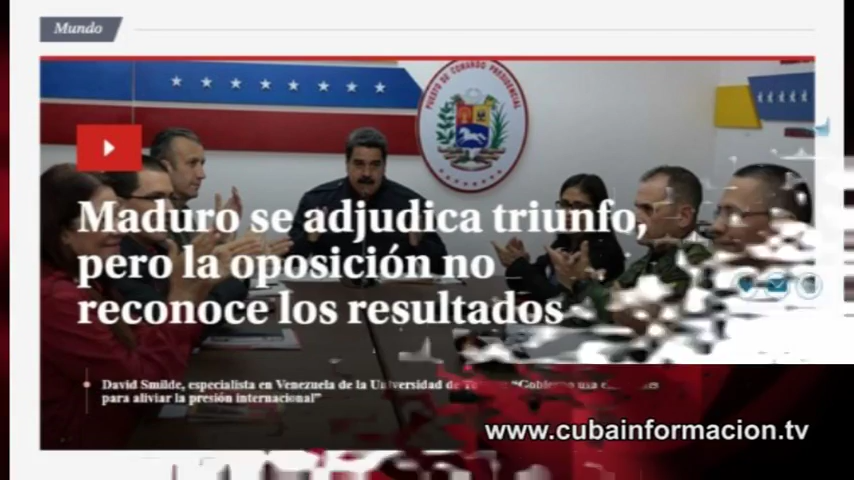 Mundo
PUESTO DE COMANDO PRESIDENCIAL
Maduro se adjudica triunfo,
pero la oposición no
reconoce los resultados
David Smilde, especialista en Venezuela de la Universidad de
para aliviar la presión internacional”
www.cubainformacion.tv